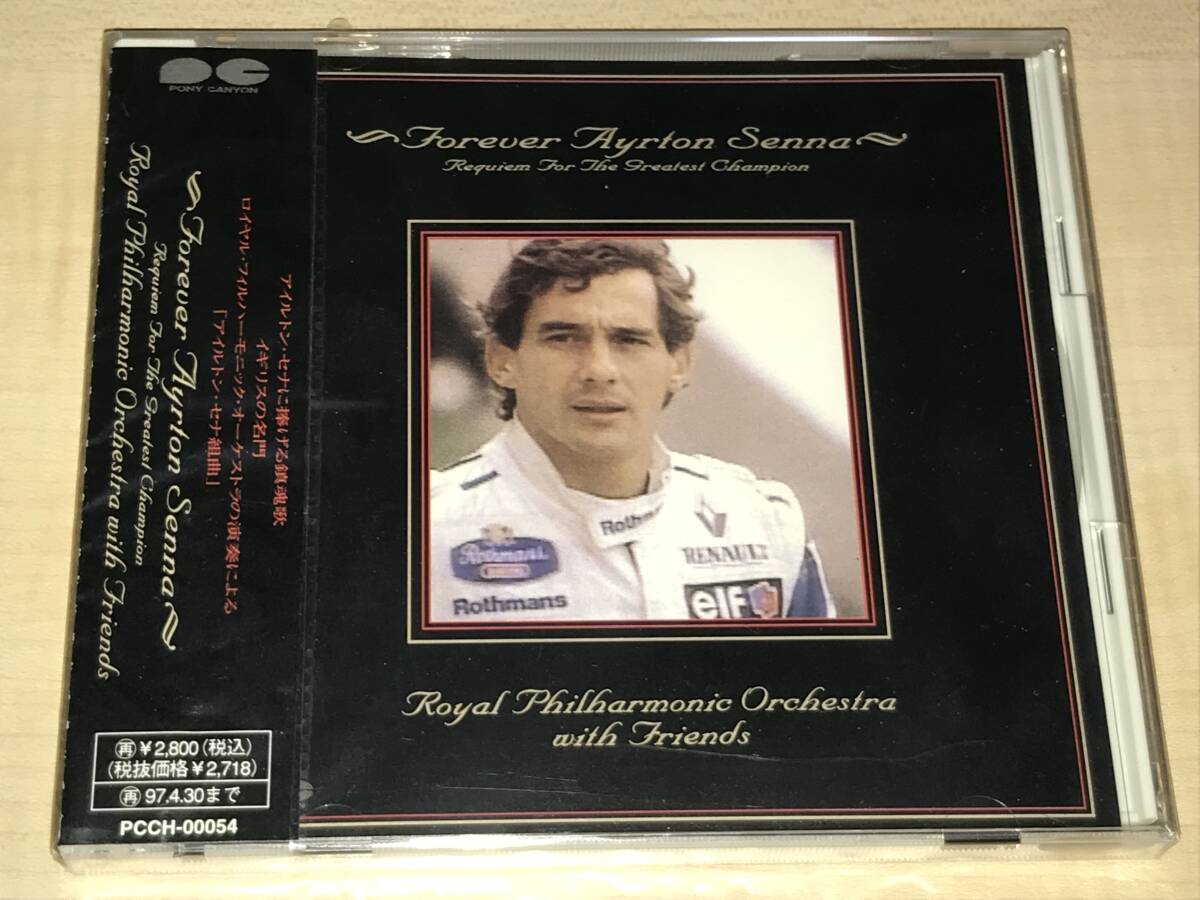 PONY CANYON
~Forever Ayrton Senna~
Requiem For The Greatest Champion
Royal Philharmonic Orchestra with Friends
アイルトン・セナに捧げる鎮魂歌
イギリスの名門
ロイヤル・フィルハーモニック・オーケストラの演奏による
「アイルトン・セナ組曲」
再¥2,800(税込)
(税抜価格¥2,718)
再97.4.30まで
PCCH-00054
~Forever Ayrton Senna~
Requiem For The Greatest Champion
Rothmans
RENAULT
Rothmans
elf
Rothmans
Royal Philharmonic Orchestra
with Friends